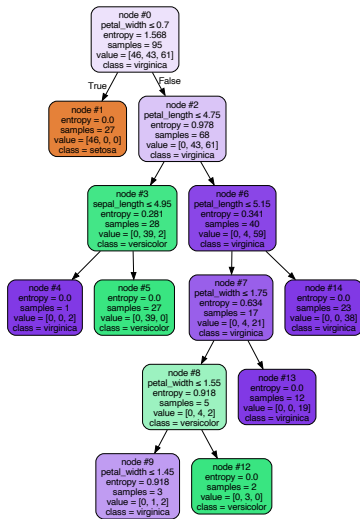 node #0
petal_width ≤ 0.7
entropy = 1.568
samples = 95
value = [46, 43, 61]
class = virginica
True
False
node #1
entropy = 0.0
samples = 27
value = [46, 0, 0]
class = setosa
node #2
petal_length ≤ 4.75
entropy = 0.978
samples = 68
value = [0, 43, 61]
class = virginica
node #3
sepal_length ≤ 4.95
entropy = 0.281
samples = 28
value = [0, 39, 2]
class = versicolor
node #6
petal_length ≤ 5.15
entropy = 0.341
samples = 40
value = [0, 4, 59]
class = virginica
node #4
entropy = 0.0
samples = 1
value = [0, 0, 2]
class = virginica
node #5
entropy = 0.0
samples = 27
value = [0, 39, 0]
class = versicolor
node #7
petal_width ≤ 1.75
entropy = 0.634
samples = 17
value = [0, 4, 21]
class = virginica
node #14
entropy = 0.0
samples = 23
value = [0, 0, 38]
class = virginica
node #8
petal_width ≤ 1.55
entropy = 0.918
samples = 5
value = [0, 4, 2]
class = versicolor
node #13
entropy = 0.0
samples = 12
value = [0, 0, 19]
class = virginica
node #9
petal_width ≤ 1.45
entropy = 0.918
samples = 3
value = [0, 1, 2]
class = virginica
node #12
entropy = 0.0
samples = 2
value = [0, 3, 0]
class = versicolor